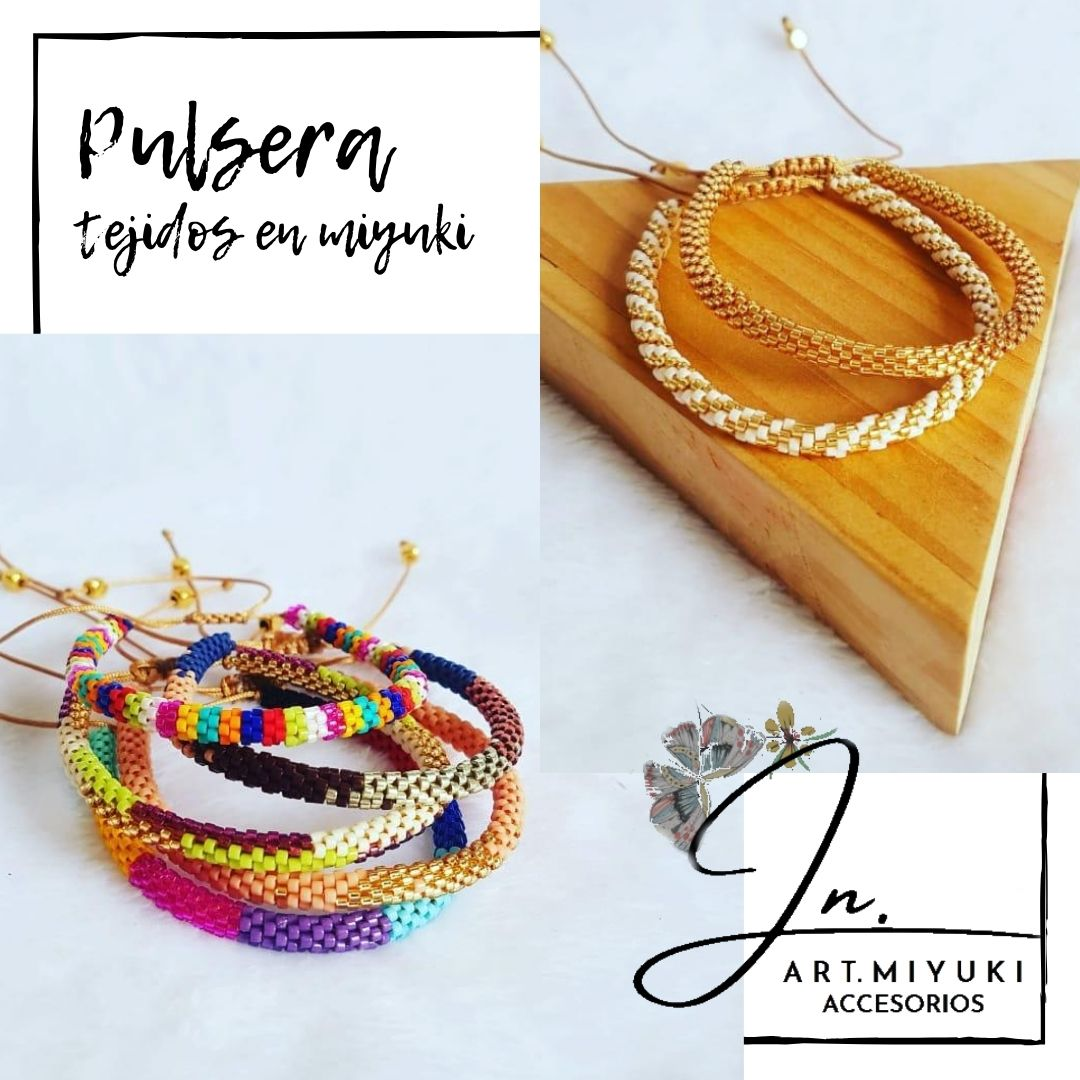 Pulsera
tejidos en miyuki
Jn.
ART.MIYUKI
ACCESORIOS